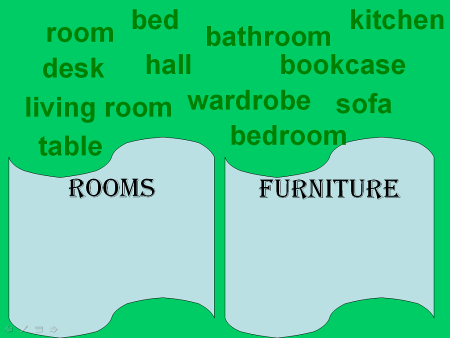 room bed bathroom kitchen
desk hall bookcase
living room wardrobe sofa
table bedroom
ROOMS FURNITURE